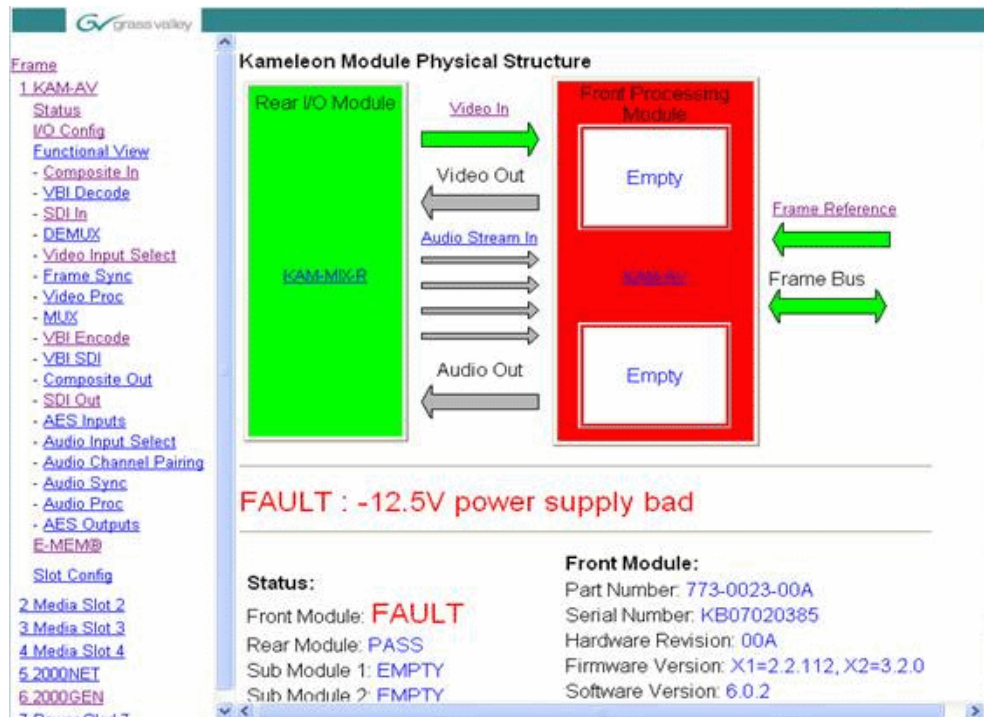 grass valley
Frame
1 KAM-AV
Status
I/O Config
Functional View
- Composite In
- VBI Decode
- SDI In
- DEMUX
- Video Input Select
- Frame Sync
- Video Proc
- MUX
- VBI Encode
- VBI SDI
- Composite Out
- SDI Out
- AES Inputs
- Audio Input Select
- Audio Channel Pairing
- Audio Sync
- Audio Proc
- AES Outputs
E-MEM®
Slot Config
2 Media Slot 2
3 Media Slot 3
4 Media Slot 4
5 2000NET
6 2000GEN
Kameleon Module Physical Structure
Rear I/O Module
KAM-MIX-R
Video In
Video Out
Audio Stream In
Audio Out
Front Processing
Module
Empty
KAM-AV
Empty
Frame Reference
Frame Bus
FAULT : -12.5V power supply bad
Status:
Front Module: FAULT
Rear Module: PASS
Sub Module 1: EMPTY
Sub Module 2: EMPTY
Front Module:
Part Number: 773-0023-00A
Serial Number: KB07020385
Hardware Revision: 00A
Firmware Version: X1=2.2.112, X2=3.2.0
Software Version: 6.0.2